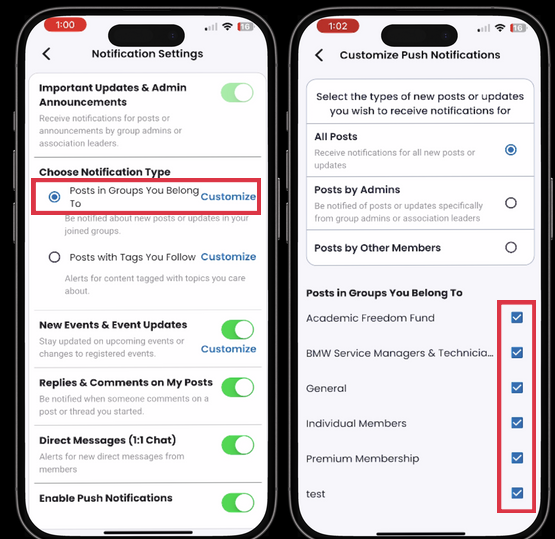 1:00
16
Notification Settings
Important Updates & Admin
Announcements
Receive notifications for posts or
announcements by group admins or
association leaders.
Choose Notification Type
Posts in Groups You Belong
To
Customize
Be notified about new posts or updates in your
joined groups.
Posts with Tags You Follow
Customize
Alerts for content tagged with topics you care
about.
New Events & Event Updates
Stay updated on upcoming events or
changes to registered events.
Customize
Replies & Comments on My Posts
Be notified when someone comments on a
post or thread you started.
Direct Messages (1:1 Chat)
Alerts for new direct messages from
members
Enable Push Notifications
1:02
16
Customize Push Notifications
Select the types of new posts or updates
you wish to receive notifications for
All Posts
Receive notifications for all new posts or
updates
Posts by Admins
Be notified of posts or updates specifically
from group admins or association leaders
Posts by Other Members
Posts in Groups You Belong To
Academic Freedom Fund
BMW Service Managers & Technicia...
General
Individual Members
Premium Membership
test